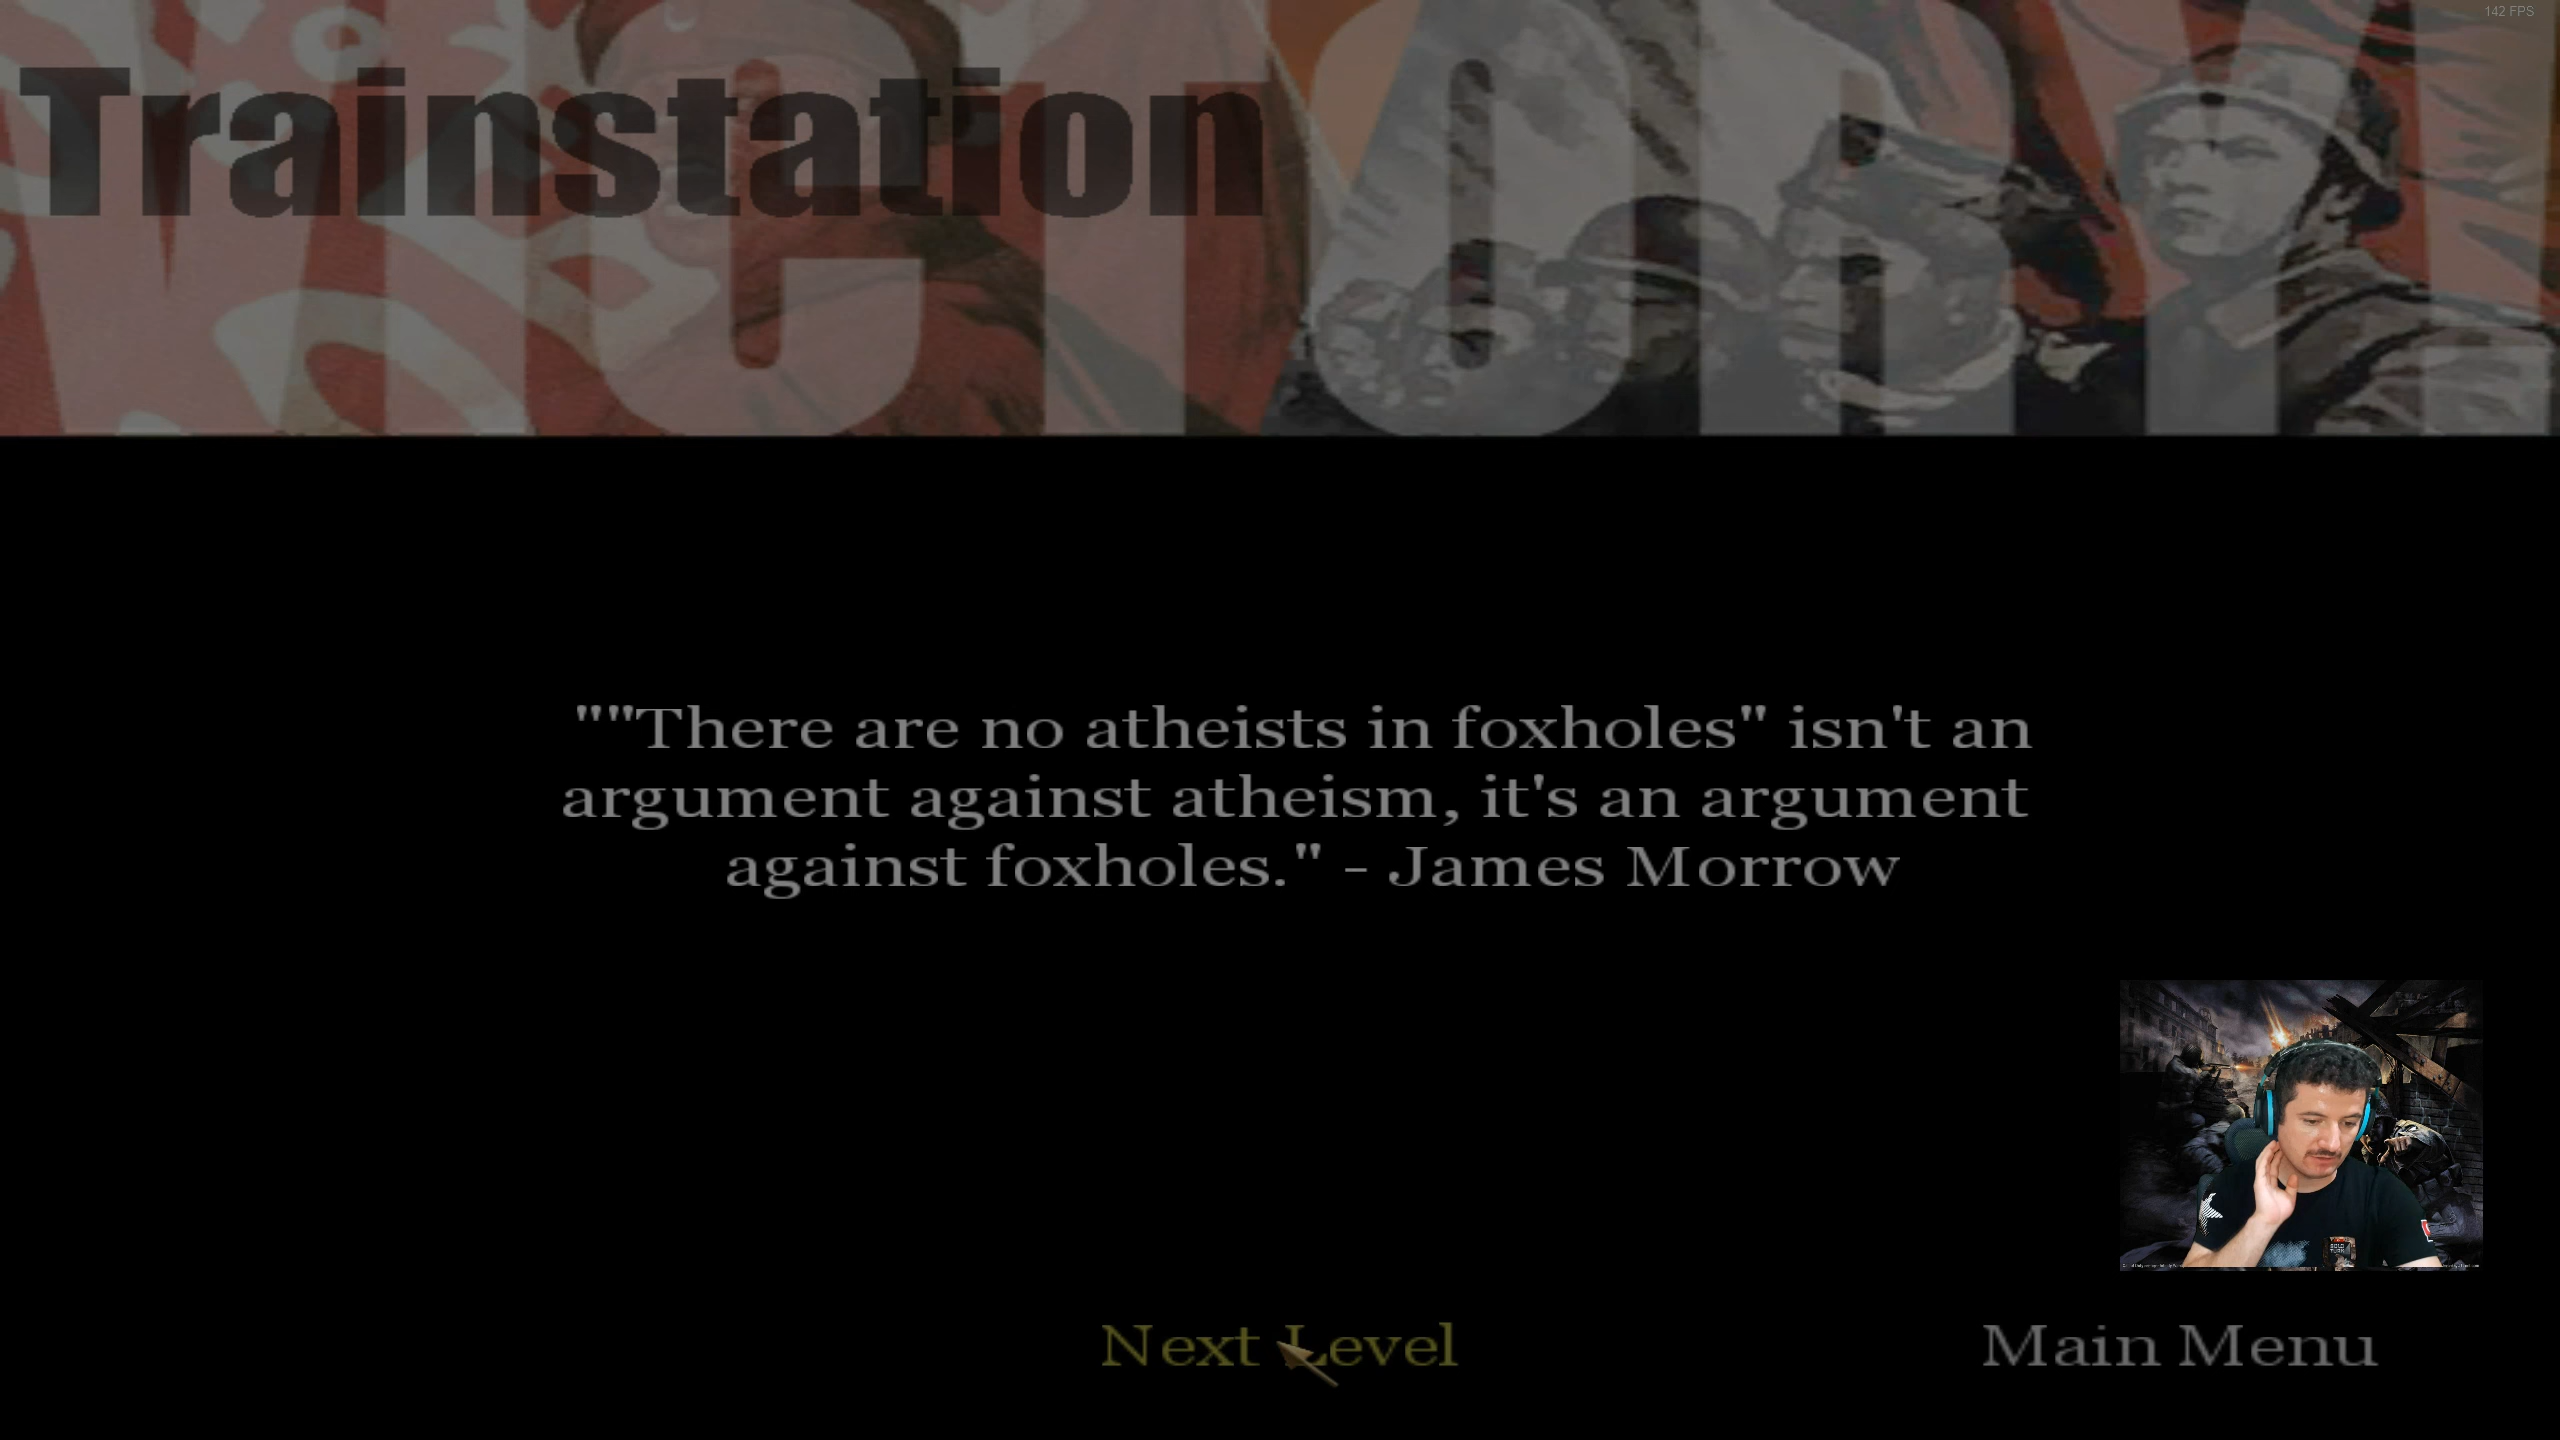 142 FPS
VICTORY!
Trainstation
""There are no atheists in foxholes" isn't an
argument against atheism, it's an argument
against foxholes." - James Morrow
Next Level
Main Menu